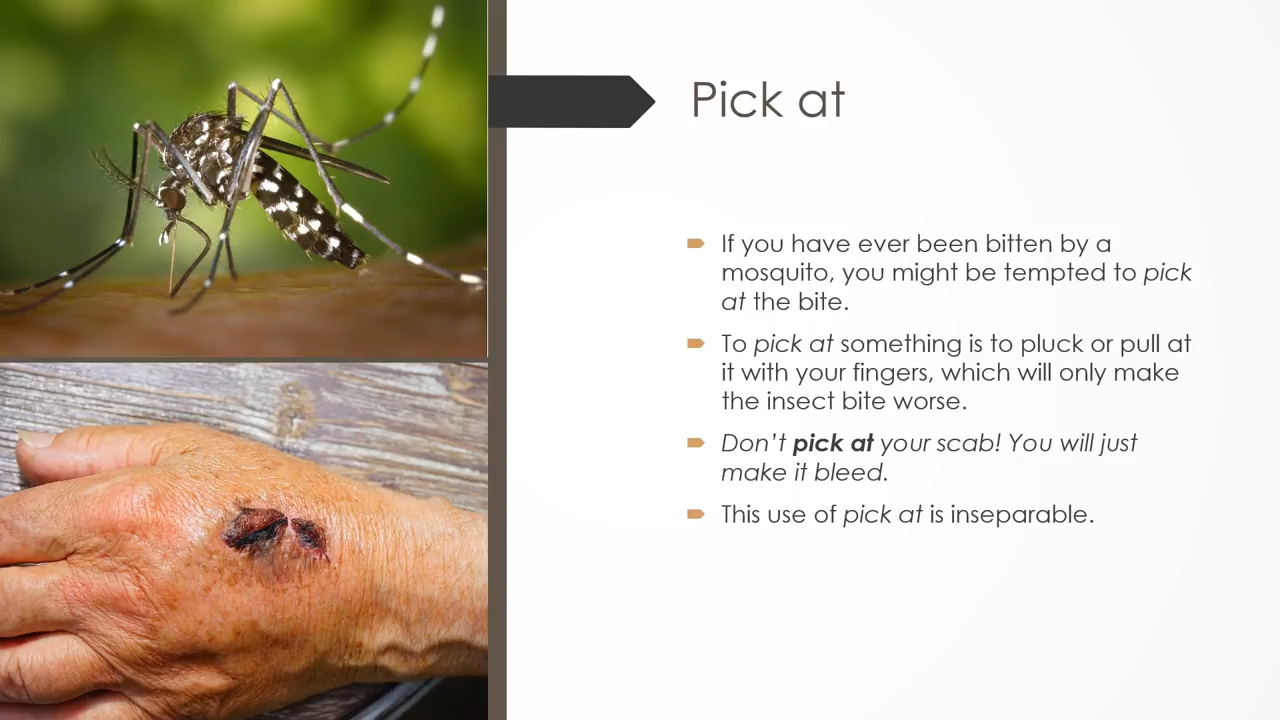 Pick at
If you have ever been bitten by a
mosquito, you might be tempted to pick
at the bite.
To pick at something is to pluck or pull at
it with your fingers, which will only make
the insect bite worse.
Don’t pick at your scab! You will just
make it bleed.
This use of pick at is inseparable.